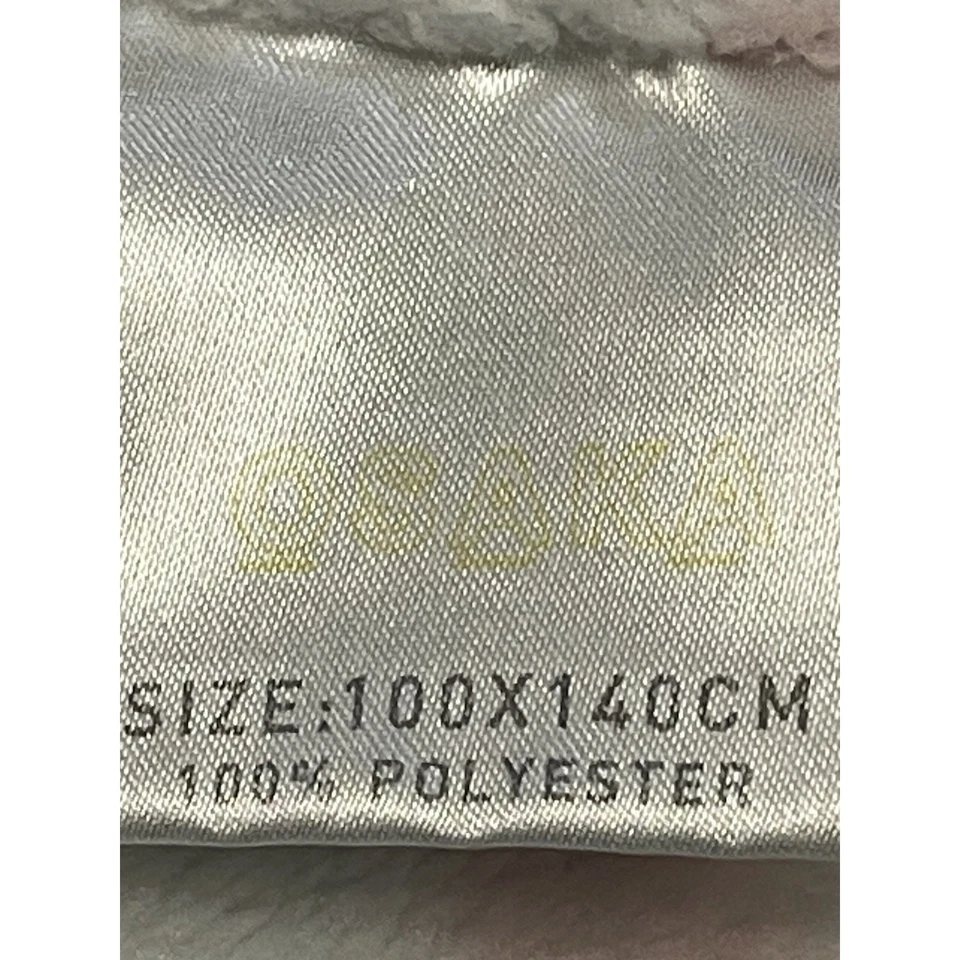 OSAKA
SIZE:100X140CM
100% POLYESTER